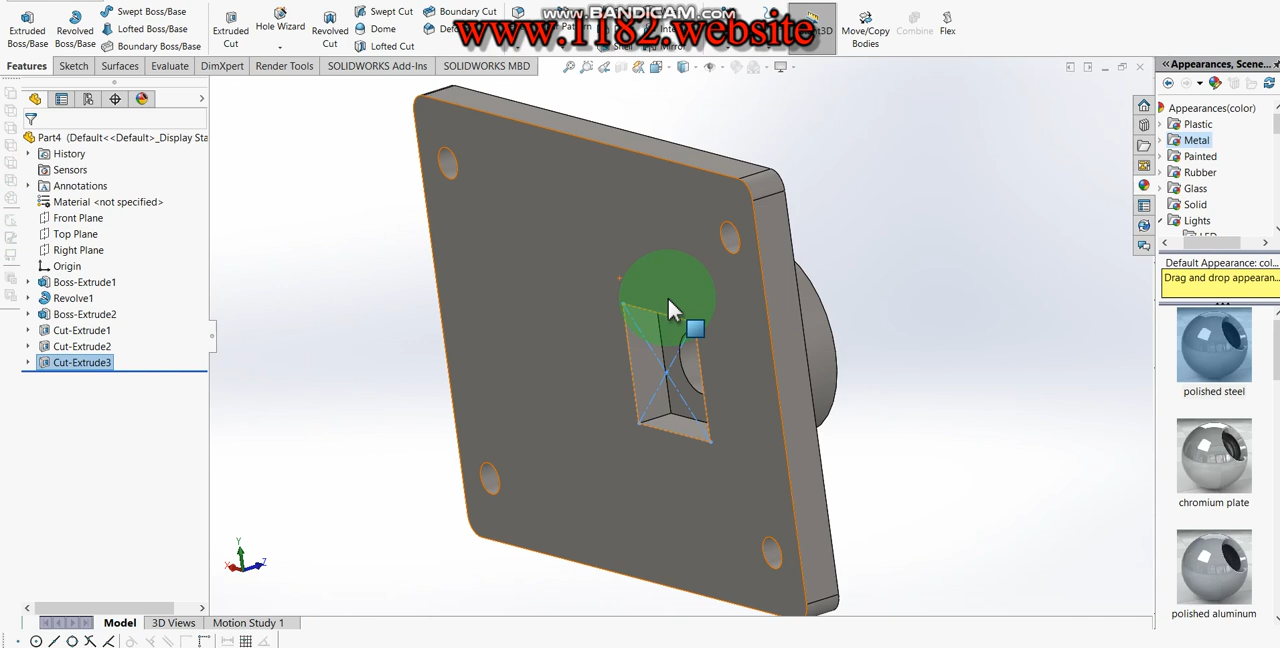 www.BANDICAM.com
www.1182.website
Extruded Boss/Base
Revolved Boss/Base
Swept Boss/Base
Lofted Boss/Base
Boundary Boss/Base
Extruded Cut
Hole Wizard
Revolved Cut
Swept Cut
Dome
Lofted Cut
Boundary Cut
Move/Copy Bodies
Combine
Flex
Features
Sketch
Surfaces
Evaluate
DimXpert
Render Tools
SOLIDWORKS Add-Ins
SOLIDWORKS MBD
Part4 (Default<<Default>_Display Sta
History
Sensors
Annotations
Material <not specified>
Front Plane
Top Plane
Right Plane
Origin
Boss-Extrude1
Revolve1
Boss-Extrude2
Cut-Extrude1
Cut-Extrude2
Cut-Extrude3
Y
X
Z
Appearances, Scene...
Appearances(color)
Plastic
Metal
Painted
Rubber
Glass
Solid
Lights
Default Appearance: col...
Drag and drop appearan...
polished steel
chromium plate
polished aluminum
Model
3D Views
Motion Study 1